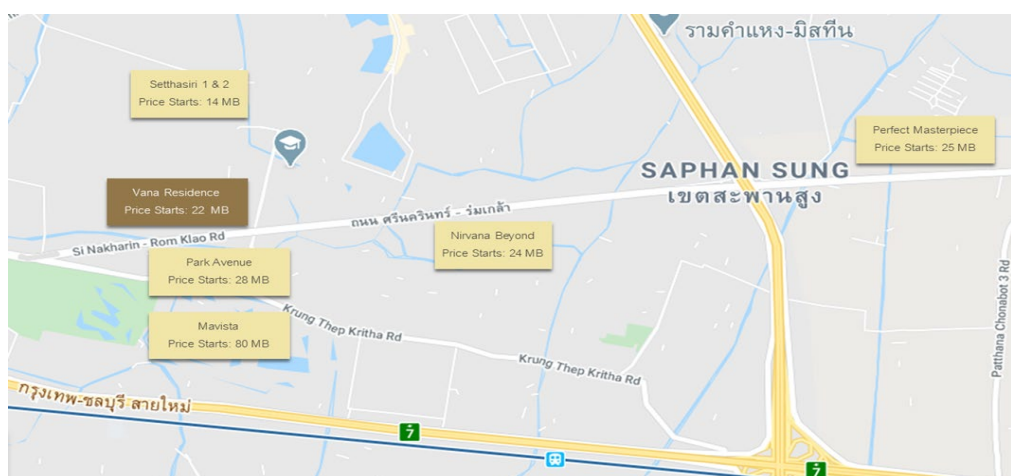 รามคำแหง-มิสทีน
Setthasiri 1 & 2
Price Starts: 14 MB
Perfect Masterpiece
Price Starts: 25 MB
SAPHAN SUNG
เขตสะพานสูง
Vana Residence
Price Starts: 22 MB
ถนน ศรีนครินทร์ - ร่มเกล้า
Si Nakharin - Rom Klao Rd
Nirvana Beyond
Price Starts: 24 MB
Park Avenue
Price Starts: 28 MB
Krung Thep Kritha Rd
Mavista
Price Starts: 80 MB
Krung Thep Kritha Rd
Patthana Chonabot 3 Rd
กรุงเทพ-ชลบุรี สายใหม่
7
7